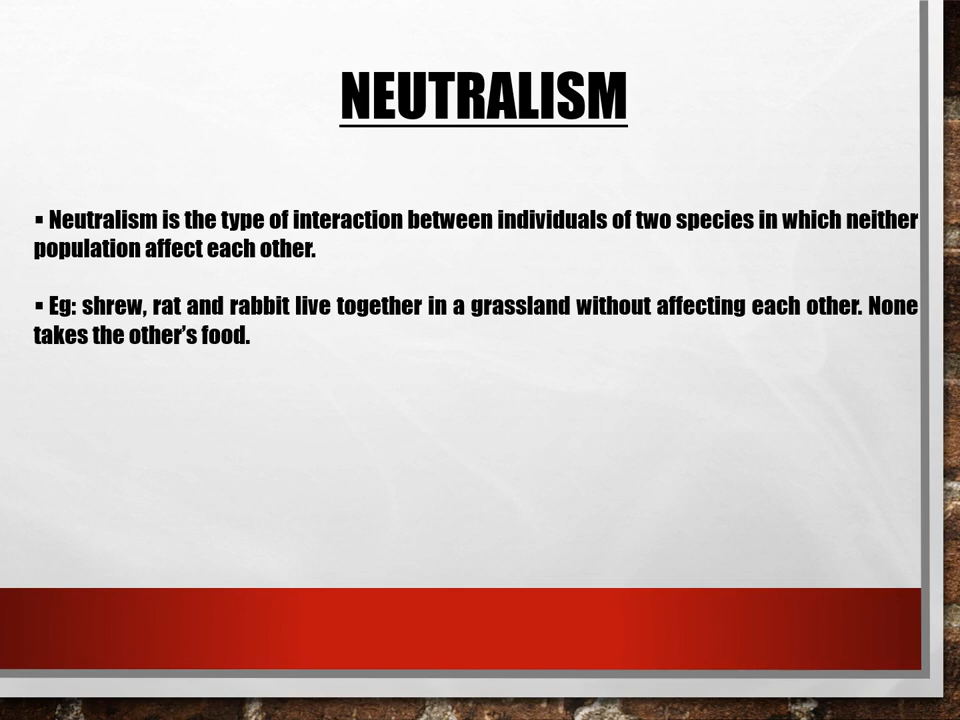 NEUTRALISM
▪ Neutralism is the type of interaction between individuals of two species in which neither
population affect each other.
▪ Eg: shrew, rat and rabbit live together in a grassland without affecting each other. None
takes the other’s food.